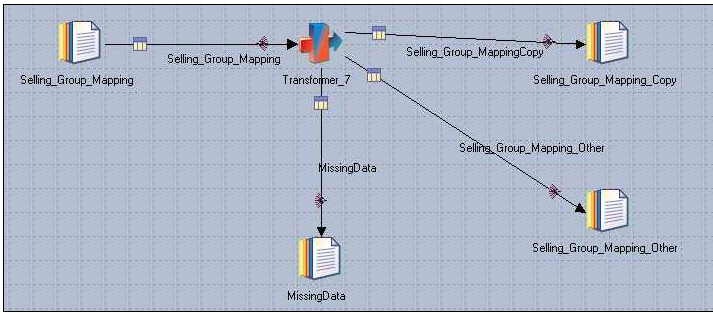 Selling_Group_MappingCopy
Selling_Group_Mapping
Selling_Group_Mapping
Transformer_7
Selling_Group_Mapping_Copy
Selling_Group_Mapping_Other
MissingData
Selling_Group_Mapping_Other
MissingData